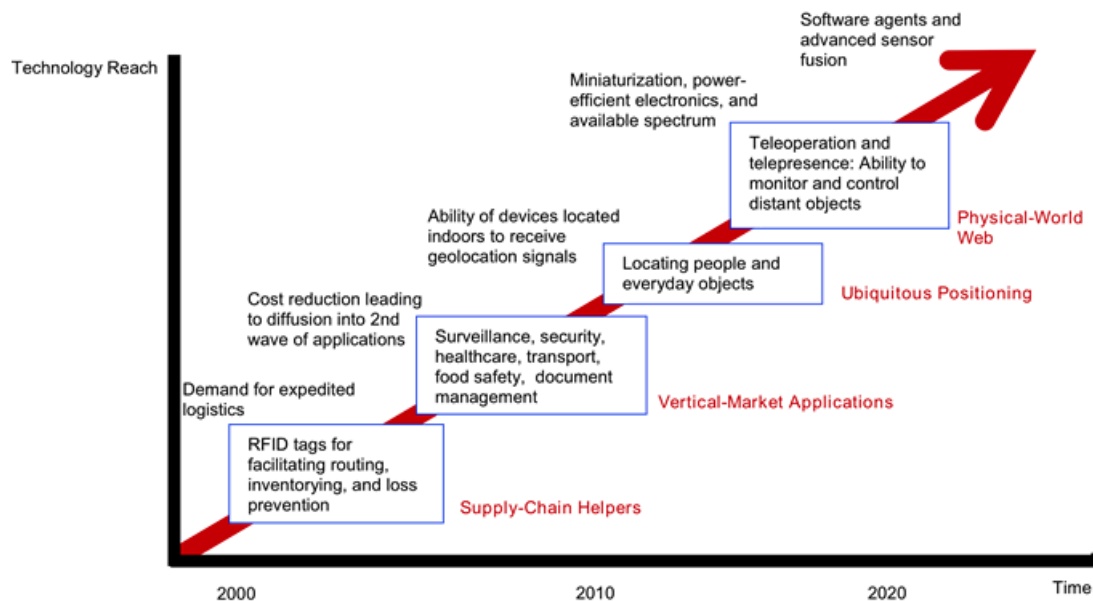 Software agents and
advanced sensor
fusion
Technology Reach
Miniaturization, power-
efficient electronics, and
available spectrum
Teleoperation and
telepresence: Ability to
monitor and control
distant objects
Physical-World
Web
Ability of devices located
indoors to receive
geolocation signals
Locating people and
everyday objects
Ubiquitous Positioning
Cost reduction leading
to diffusion into 2nd
wave of applications
Surveillance, security,
healthcare, transport,
food safety, document
management
Vertical-Market Applications
Demand for expedited
logistics
RFID tags for
facilitating routing,
inventorying, and loss
prevention
Supply-Chain Helpers
2000
2010
2020
Time